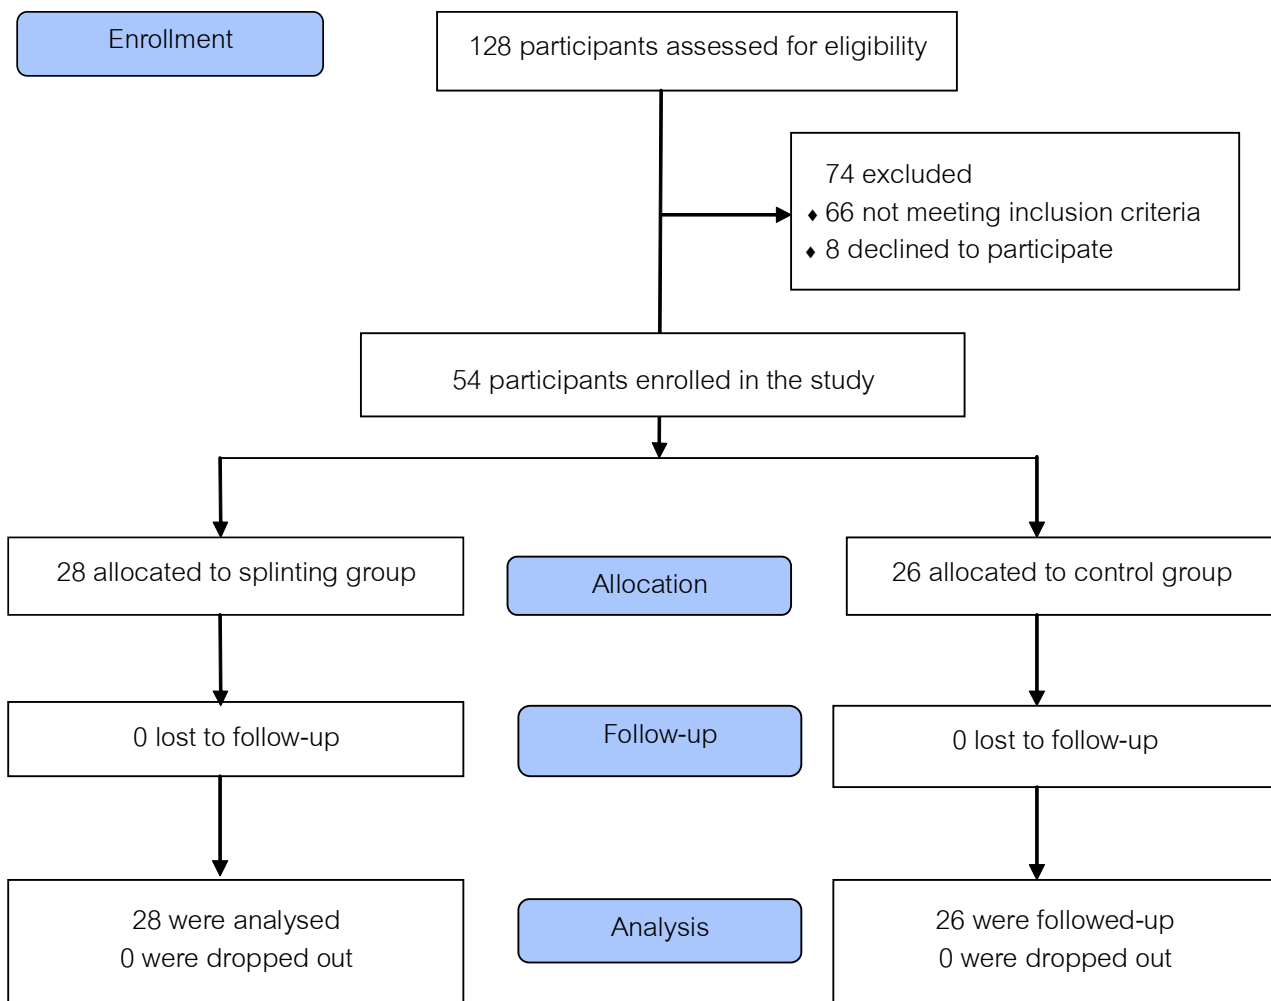 Enrollment
128 participants assessed for eligibility
74 excluded
♦ 66 not meeting inclusion criteria
♦ 8 declined to participate
54 participants enrolled in the study
28 allocated to splinting group
Allocation
26 allocated to control group
0 lost to follow-up
Follow-up
0 lost to follow-up
28 were analysed
0 were dropped out
Analysis
26 were followed-up
0 were dropped out